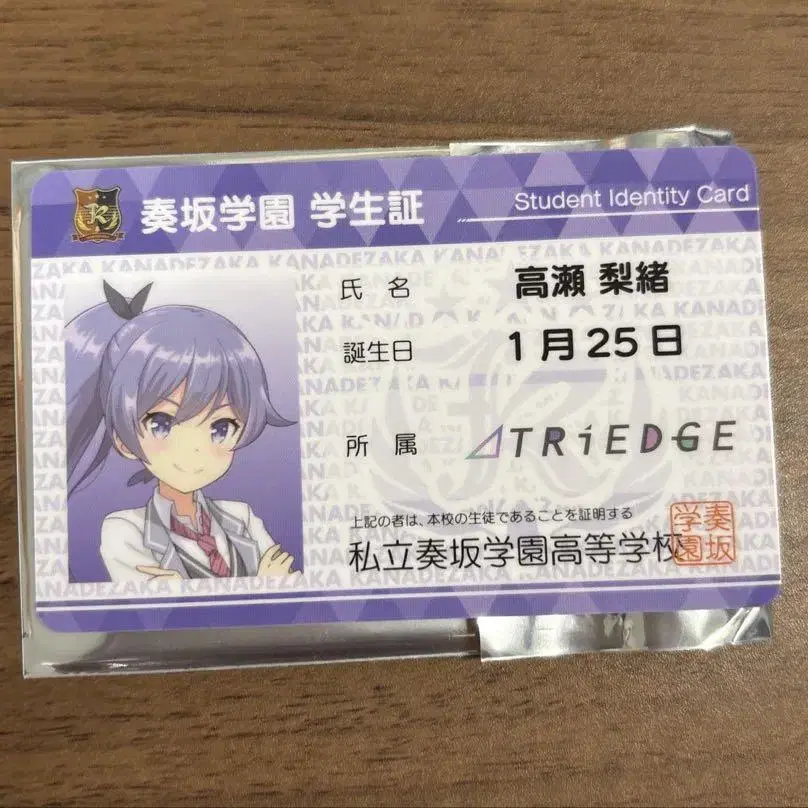 奏坂学園 学生証
Student Identity Card
氏 名 高瀬 梨緒
誕生日 1月25日
所 属 ⊿TRiEDGE
上記の者は、本校の生徒であることを証明する
私立奏坂学園高等学校
奏坂学園
KANADEZAKA